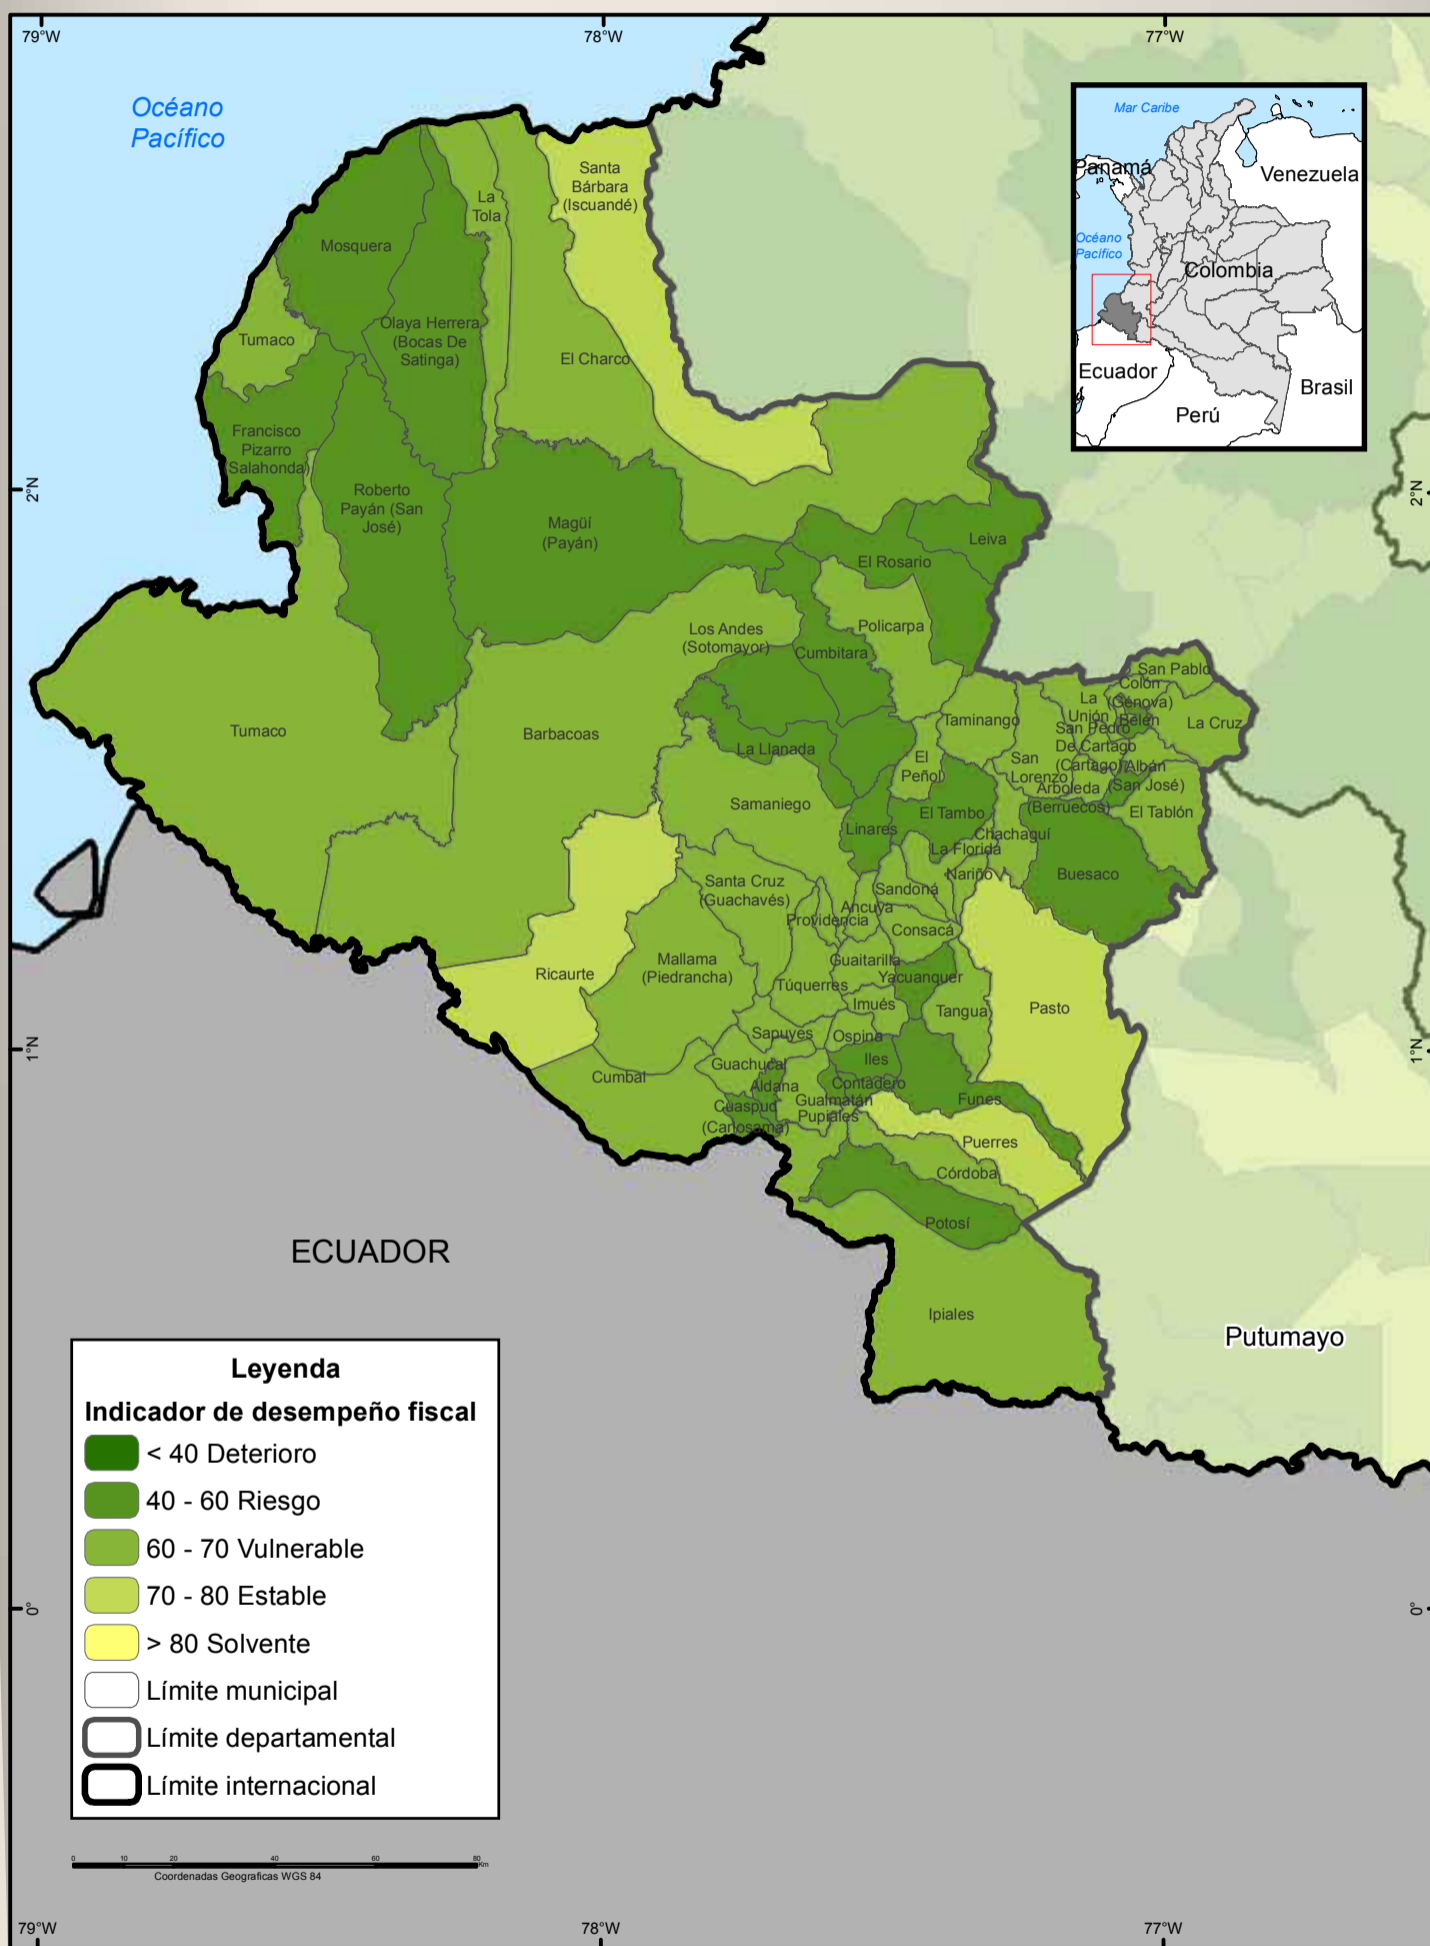 79°W
78°W
77°W
Océano
Pacífico
Mar Caribe
Panamá
Venezuela
Océano
Pacífico
Colombia
Ecuador
Brasil
Perú
Santa
Bárbara
(Iscuandé)
La
Tola
Mosquera
Tumaco
Olaya Herrera
(Bocas De
Satinga)
El Charco
Francisco
Pizarro
(Salahonda)
2°N
2°N
Roberto
Payán (San
José)
Magüí
(Payán)
Leiva
El Rosario
Policarpa
Los Andes
(Sotomayor)
Cumbitara
San Pablo
Colón
(Génova)
La
Unión
Belén
La Cruz
Taminango
San Pedro
De Cartago
(Cartago)
Tumaco
Barbacoas
La Llanada
El
Peñol
San
Lorenzo
Albán
(San José)
Arboleda
(Berruecos)
El Tablón
Samaniego
El Tambo
Linares
Chachaguí
La Florida
Nariño
Buesaco
Santa Cruz
(Guachavés)
Sandoná
Ancuya
Providencia
Consacá
Mallama
(Piedrancha)
Ricaurte
Guaitarilla
Yacuanquer
Túquerres
Imués
Tangua
Pasto
Sapuyes
Ospina
1°N
1°N
Iles
Guachucal
Cumbal
Aldana
Contadero
Gualmatán
Funes
Cuaspud
(Carlosama)
Pupiales
Puerres
Córdoba
Potosí
ECUADOR
Ipiales
Putumayo
Leyenda
Indicador de desempeño fiscal
< 40 Deterioro
40 - 60 Riesgo
60 - 70 Vulnerable
70 - 80 Estable
> 80 Solvente
Límite municipal
Límite departamental
Límite internacional
0°
0°
0 10 20 40 60 80
Km
Coordenadas Geograficas WGS 84
79°W
78°W
77°W